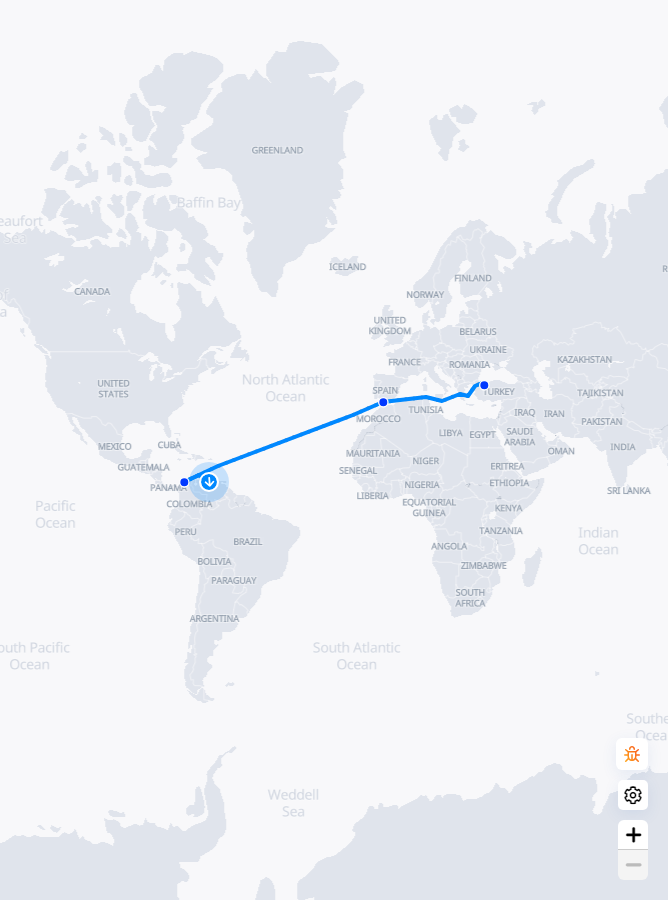 GREENLAND
Baffin Bay
eaufort
Sea
ICELAND
FINLAND
CANADA
NORWAY
a
UNITED
KINGDOM
BELARUS
UKRAINE
FRANCE
ROMANIA
KAZAKHSTAN
North Atlantic
Ocean
UNITED
STATES
SPAIN
TURKEY
TAJIKISTAN
TUNISIA
IRAQ
IRAN
MOROCCO
PAKISTAN
MEXICO
CUBA
LIBYA
EGYPT
SAUDI
ARABIA
INDIA
MAURITANIA
OMAN
GUATEMALA
NIGER
SENEGAL
ERITREA
PANAMA
NIGERIA
ETHIOPIA
SRI LANKA
LIBERIA
COLOMBIA
EQUATORIAL
GUINEA
KENYA
Pacific
Ocean
PERU
TANZANIA
BRAZIL
Indian
Ocean
ANGOLA
BOLIVIA
ZIMBABWE
PARAGUAY
SOUTH
AFRICA
ARGENTINA
outh Pacific
Ocean
South Atlantic
Ocean
Southe
Ocea
Weddell
Sea